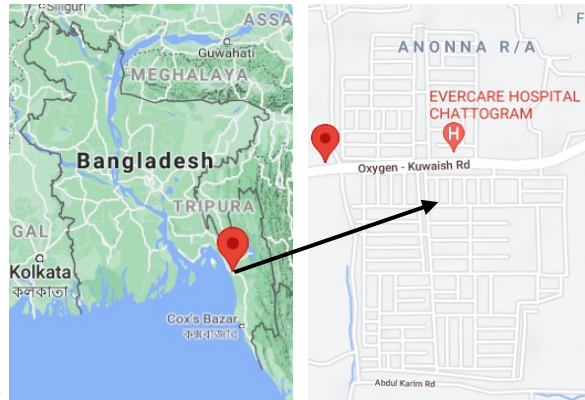 Siliguri
ASSA
Guwahati
MEGHALAYA
Bangladesh
TRIPURA
GAL
Kolkata
কলকাতা
Cox's Bazar
কক্সবাজার
F
ANONNA R/A
EVERCARE HOSPITAL
CHATTOGRAM
H
Oxygen - Kuwaish Rd
Abdul Karim Rd